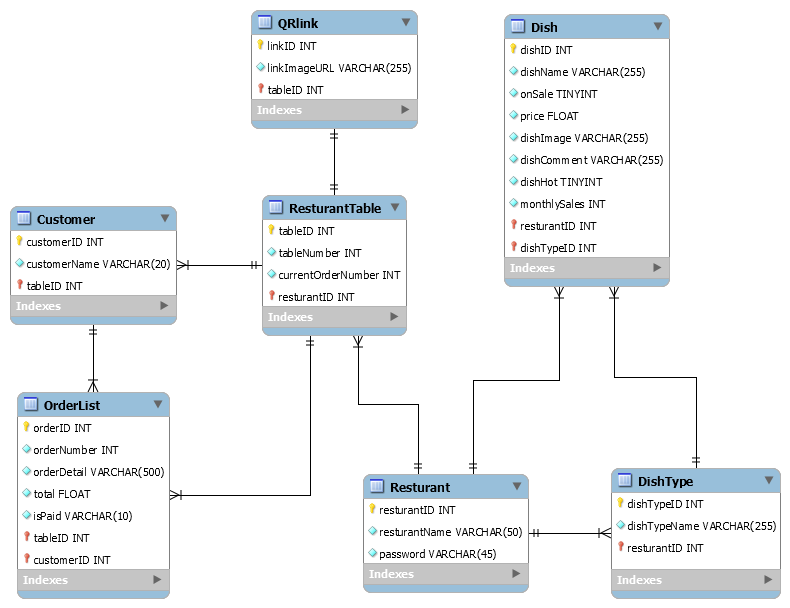 QRlink
linkID INT
linkImageURL VARCHAR(255)
tableID INT
Indexes
Dish
dishID INT
dishName VARCHAR(255)
onSale TINYINT
price FLOAT
dishImage VARCHAR(255)
dishComment VARCHAR(255)
dishHot TINYINT
monthlySales INT
resturantID INT
dishTypeID INT
Indexes
Customer
customerID INT
customerName VARCHAR(20)
tableID INT
Indexes
ResturantTable
tableID INT
tableNumber INT
currentOrderNumber INT
resturantID INT
Indexes
OrderList
orderID INT
orderNumber INT
orderDetail VARCHAR(500)
total FLOAT
isPaid VARCHAR(10)
tableID INT
customerID INT
Indexes
Resturant
resturantID INT
resturantName VARCHAR(50)
password VARCHAR(45)
Indexes
DishType
dishTypeID INT
dishTypeName VARCHAR(255)
resturantID INT
Indexes